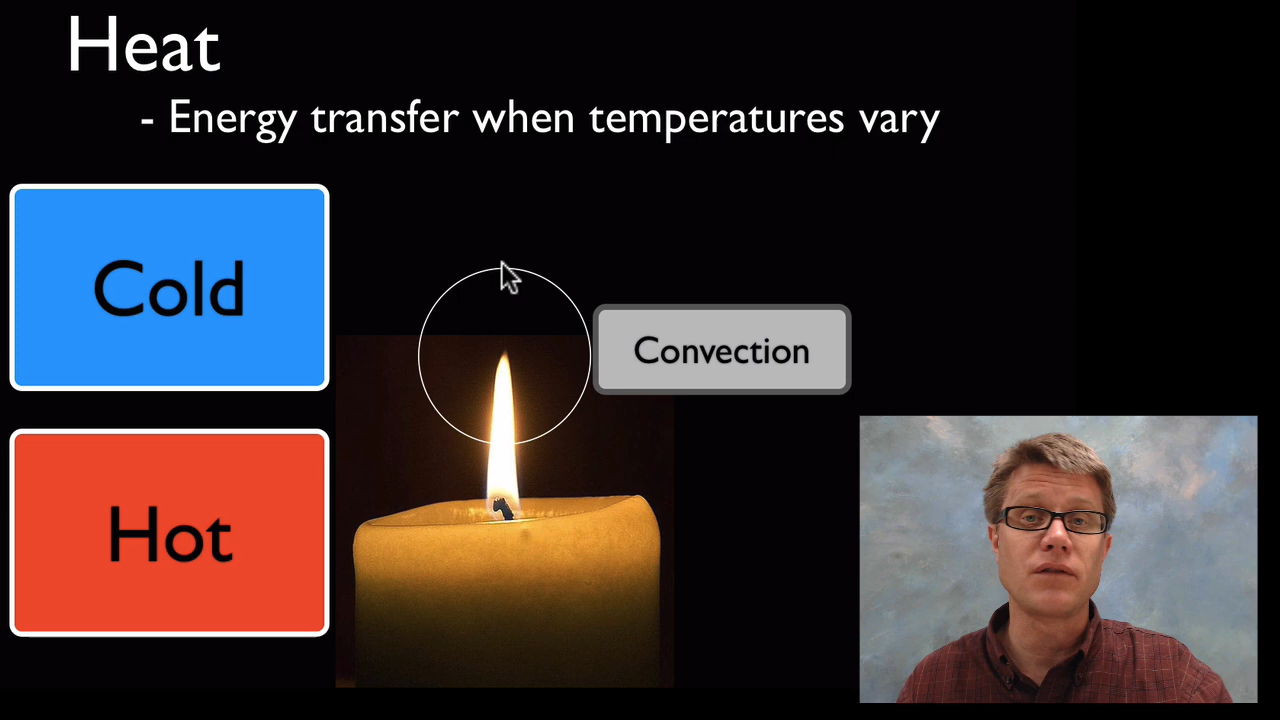 Heat
- Energy transfer when temperatures vary
Cold
Convection
Hot